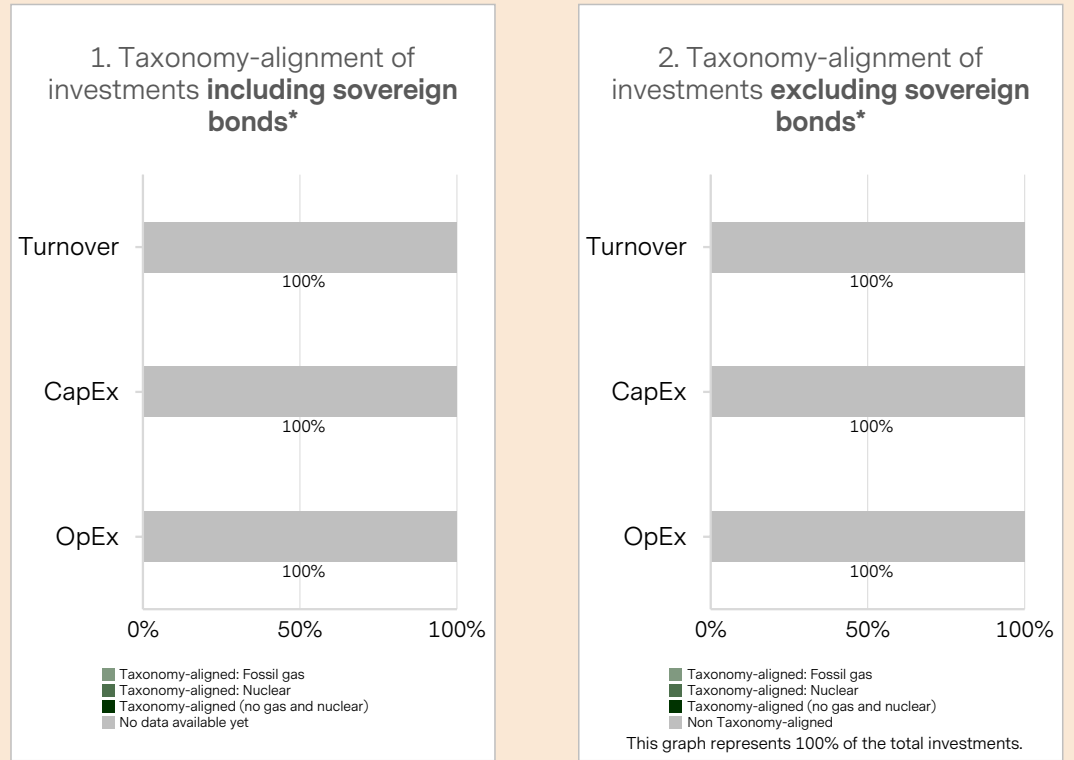 1. Taxonomy-alignment of
investments including sovereign
bonds*
Turnover
100%
CapEx
100%
OpEx
100%
0% 50% 100%
Taxonomy-aligned: Fossil gas
Taxonomy-aligned: Nuclear
Taxonomy-aligned (no gas and nuclear)
No data available yet
2. Taxonomy-alignment of
investments excluding sovereign
bonds*
Turnover
100%
CapEx
100%
OpEx
100%
0% 50% 100%
Taxonomy-aligned: Fossil gas
Taxonomy-aligned: Nuclear
Taxonomy-aligned (no gas and nuclear)
Non Taxonomy-aligned
This graph represents 100% of the total investments.